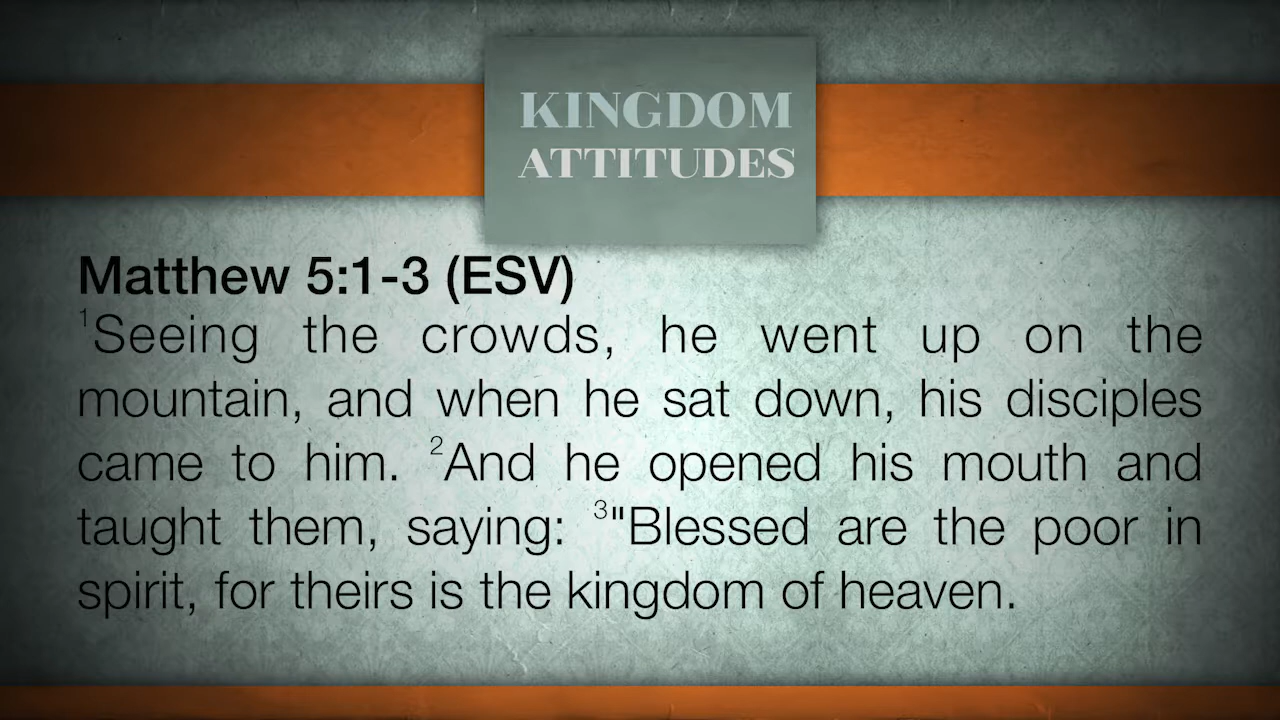 KINGDOM
ATTITUDES
Matthew 5:1-3 (ESV)
¹Seeing the crowds, he went up on the
mountain, and when he sat down, his disciples
came to him. ²And he opened his mouth and
taught them, saying: ³"Blessed are the poor in
spirit, for theirs is the kingdom of heaven.